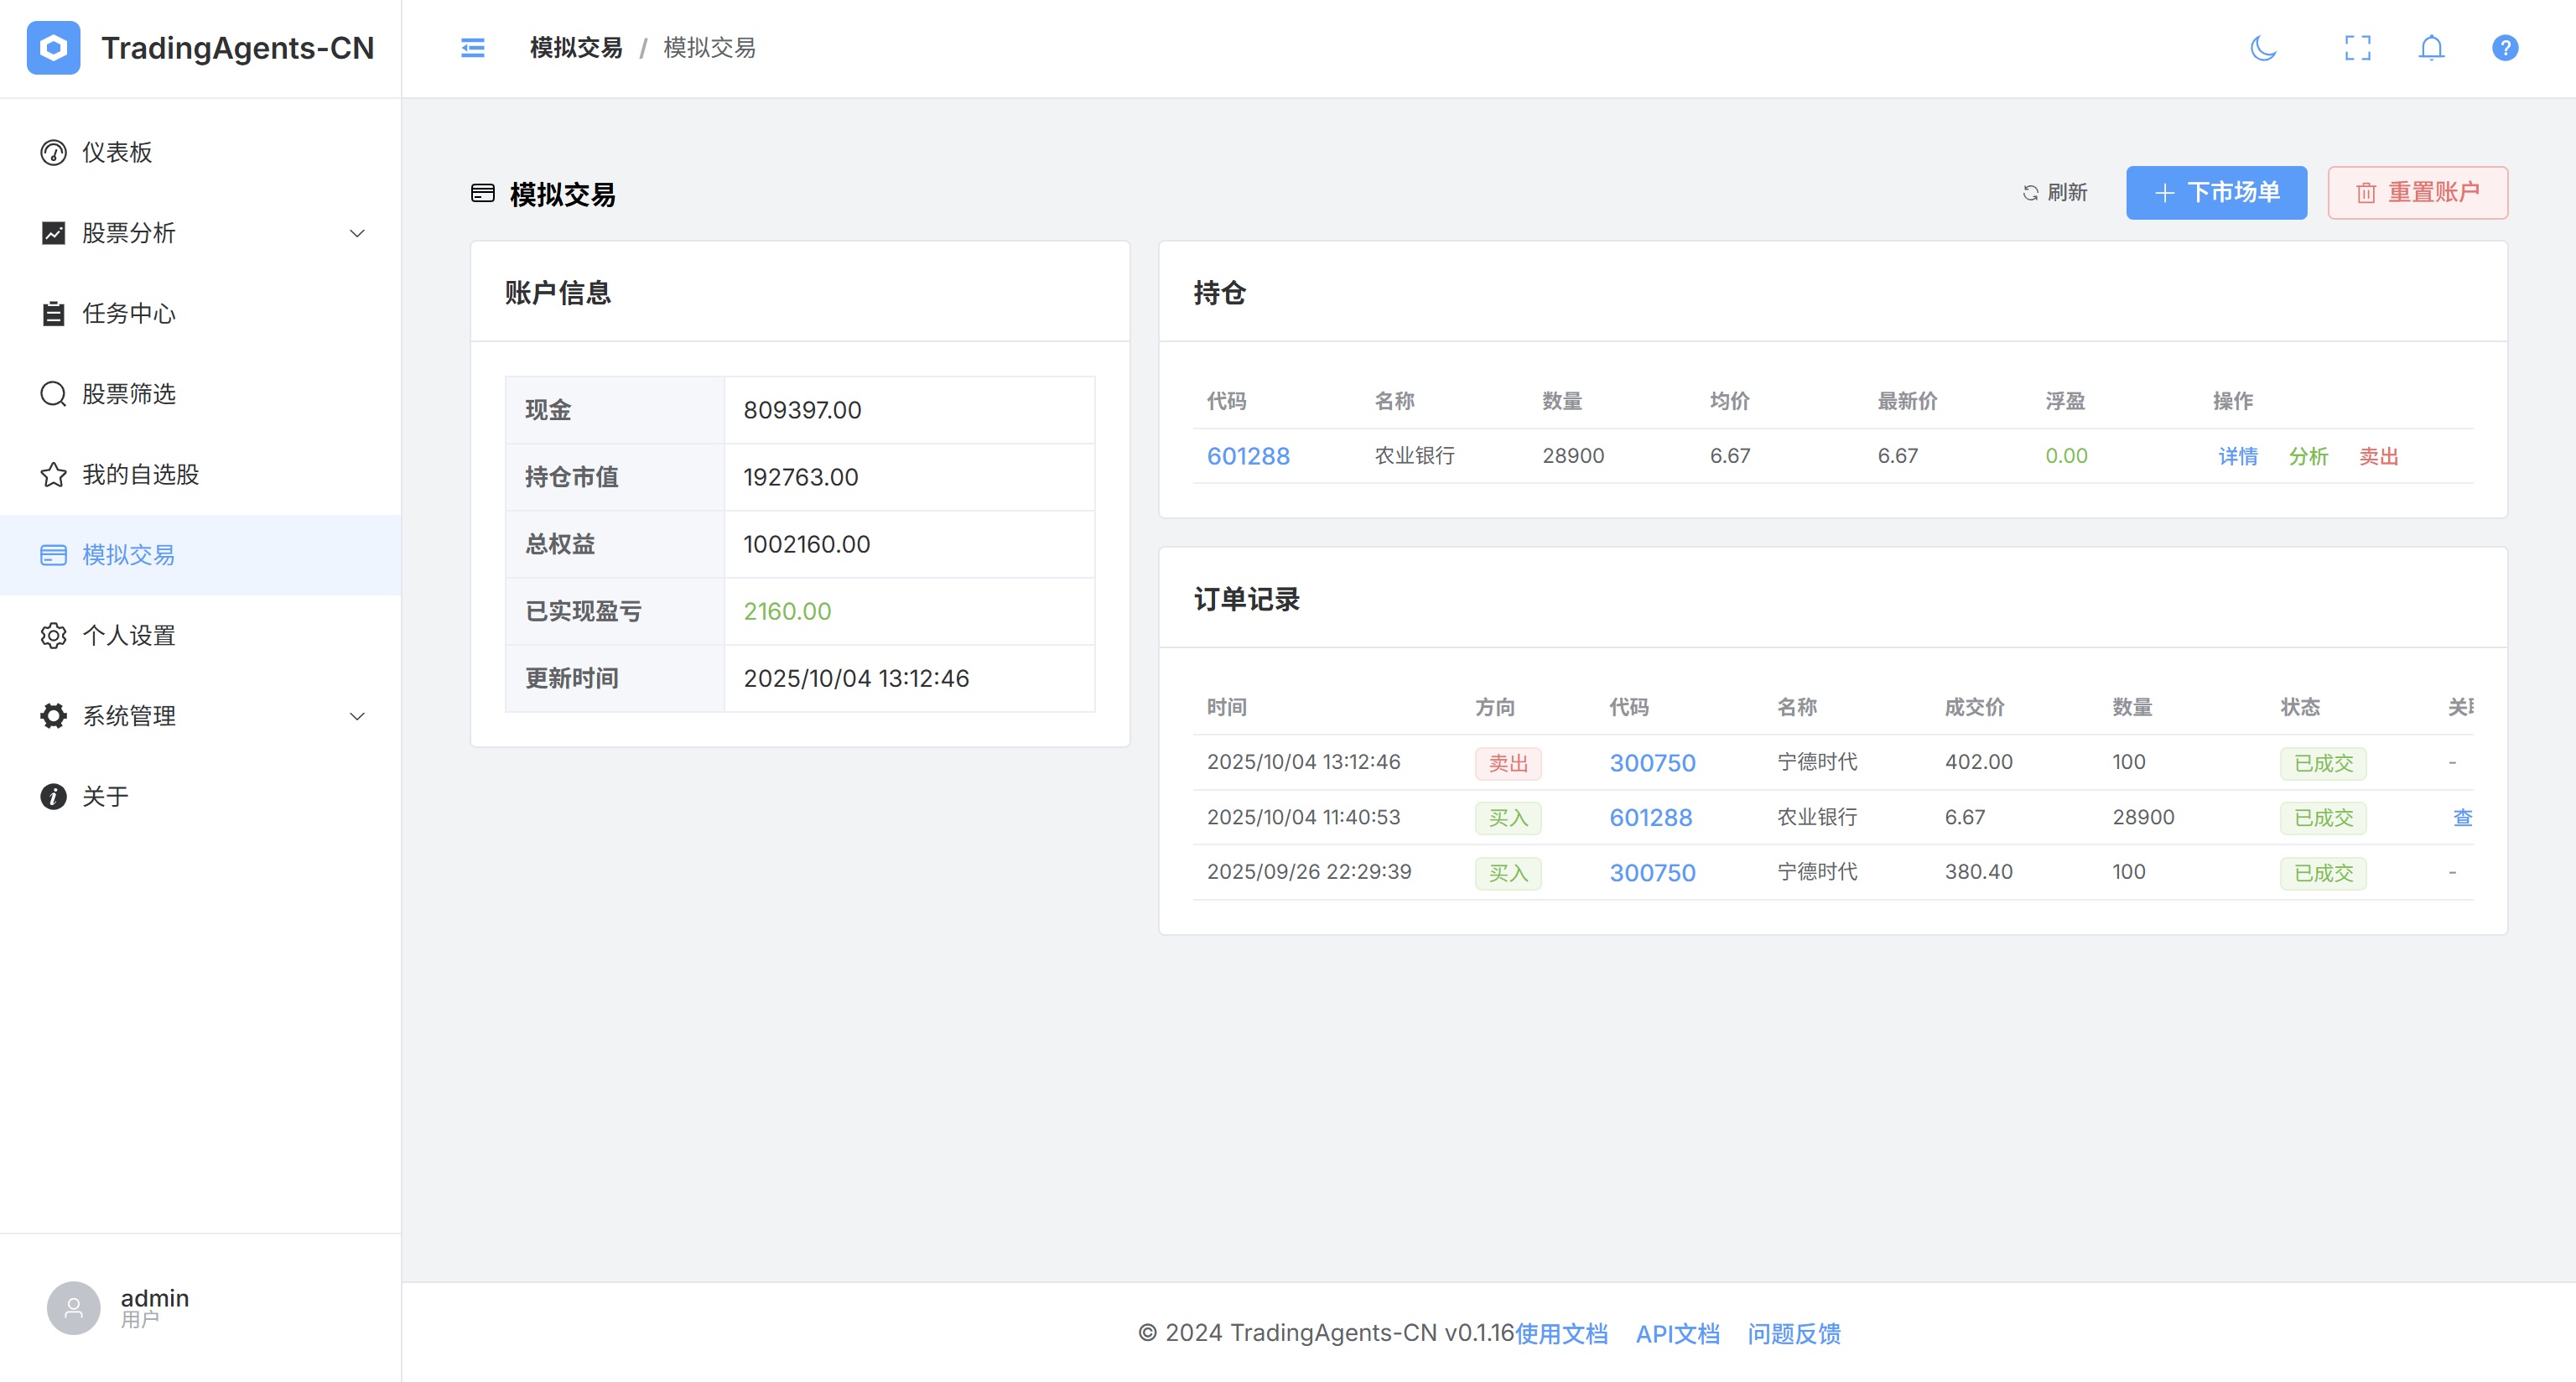 TradingAgents-CN
模拟交易 / 模拟交易
仪表板
股票分析
任务中心
股票筛选
我的自选股
模拟交易
个人设置
系统管理
关于
admin
用户
模拟交易
刷新
下市场单
重置账户
账户信息
现金 809397.00
持仓市值 192763.00
总权益 1002160.00
已实现盈亏 2160.00
更新时间 2025/10/04 13:12:46
持仓
代码 名称 数量 均价 最新价 浮盈 操作
601288 农业银行 28900 6.67 6.67 0.00 详情 分析 卖出
订单记录
时间 方向 代码 名称 成交价 数量 状态 关
2025/10/04 13:12:46 卖出 300750 宁德时代 402.00 100 已成交 -
2025/10/04 11:40:53 买入 601288 农业银行 6.67 28900 已成交 查
2025/09/26 22:29:39 买入 300750 宁德时代 380.40 100 已成交 -
© 2024 TradingAgents-CN v0.1.16使用文档 API文档 问题反馈